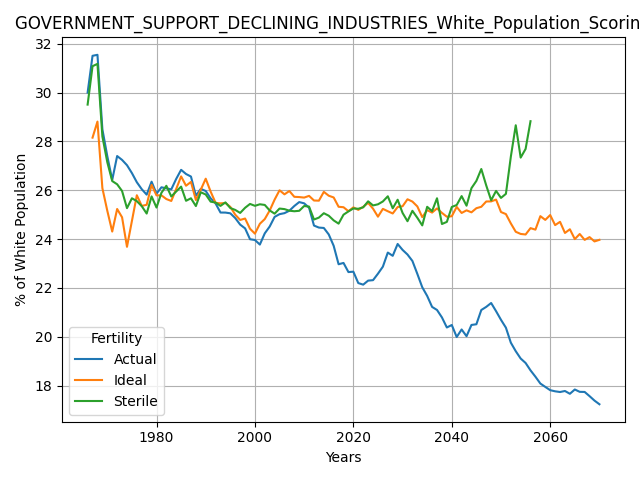 GOVERNMENT_SUPPORT_DECLINING_INDUSTRIES_White_Population_Scorin
% of White Population
32
30
28
26
24
22
20
18
Fertility
Actual
Ideal
Sterile
1980
2000
2020
2040
2060
Years